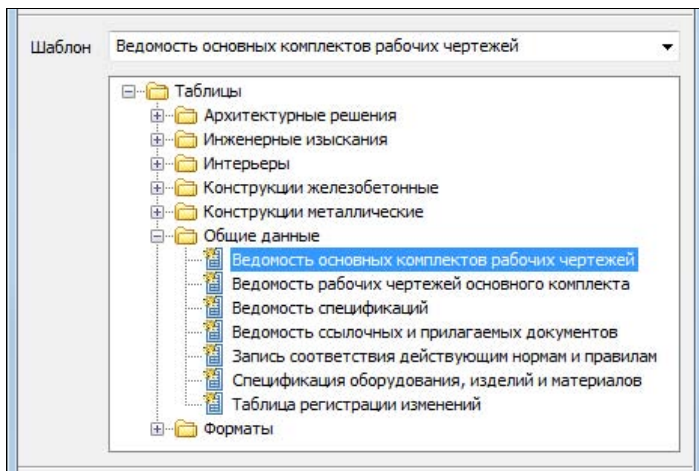 Шаблон Ведомость основных комплектов рабочих чертежей
Таблицы
Архитектурные решения
Инженерные изыскания
Интерьеры
Конструкции железобетонные
Конструкции металлические
Общие данные
Ведомость основных комплектов рабочих чертежей
Ведомость рабочих чертежей основного комплекта
Ведомость спецификаций
Ведомость ссылочных и прилагаемых документов
Запись соответствия действующим нормам и правилам
Спецификация оборудования, изделий и материалов
Таблица регистрации изменений
Форматы